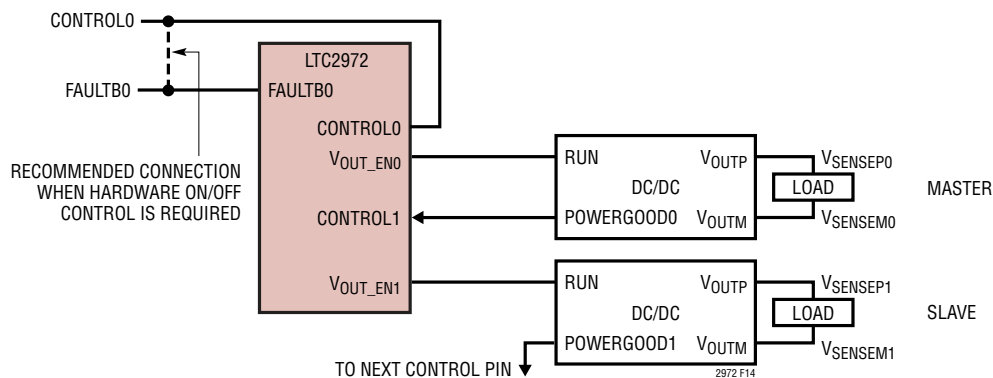 CONTROL0
FAULTB0
RECOMMENDED CONNECTION
WHEN HARDWARE ON/OFF
CONTROL IS REQUIRED
LTC2972
FAULTB0
CONTROL0
VOUT_EN0
CONTROL1
VOUT_EN1
RUN
VOUTP
DC/DC
POWERGOOD0
VOUTM
VSENSEP0
LOAD
VSENSEM0
MASTER
RUN
VOUTP
DC/DC
POWERGOOD1
VOUTM
VSENSEP1
LOAD
VSENSEM1
SLAVE
TO NEXT CONTROL PIN
2972 F14